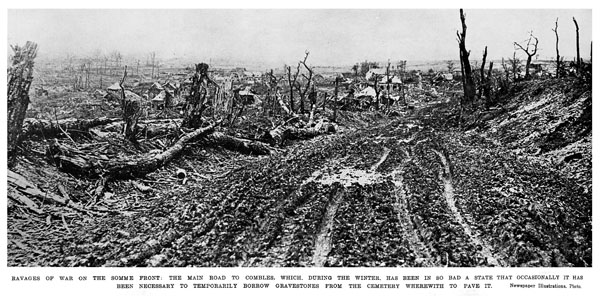 RAVAGES OF WAR ON THE SOMME FRONT: THE MAIN ROAD TO COMBLES, WHICH, DURING THE WINTER, HAS BEEN IN SO BAD A STATE THAT OCCASIONALLY IT HAS
BEEN NECESSARY TO TEMPORARILY BORROW GRAVESTONES FROM THE CEMETERY WHEREWITH TO PAVE IT. Newspaper Illustrations, Photo.